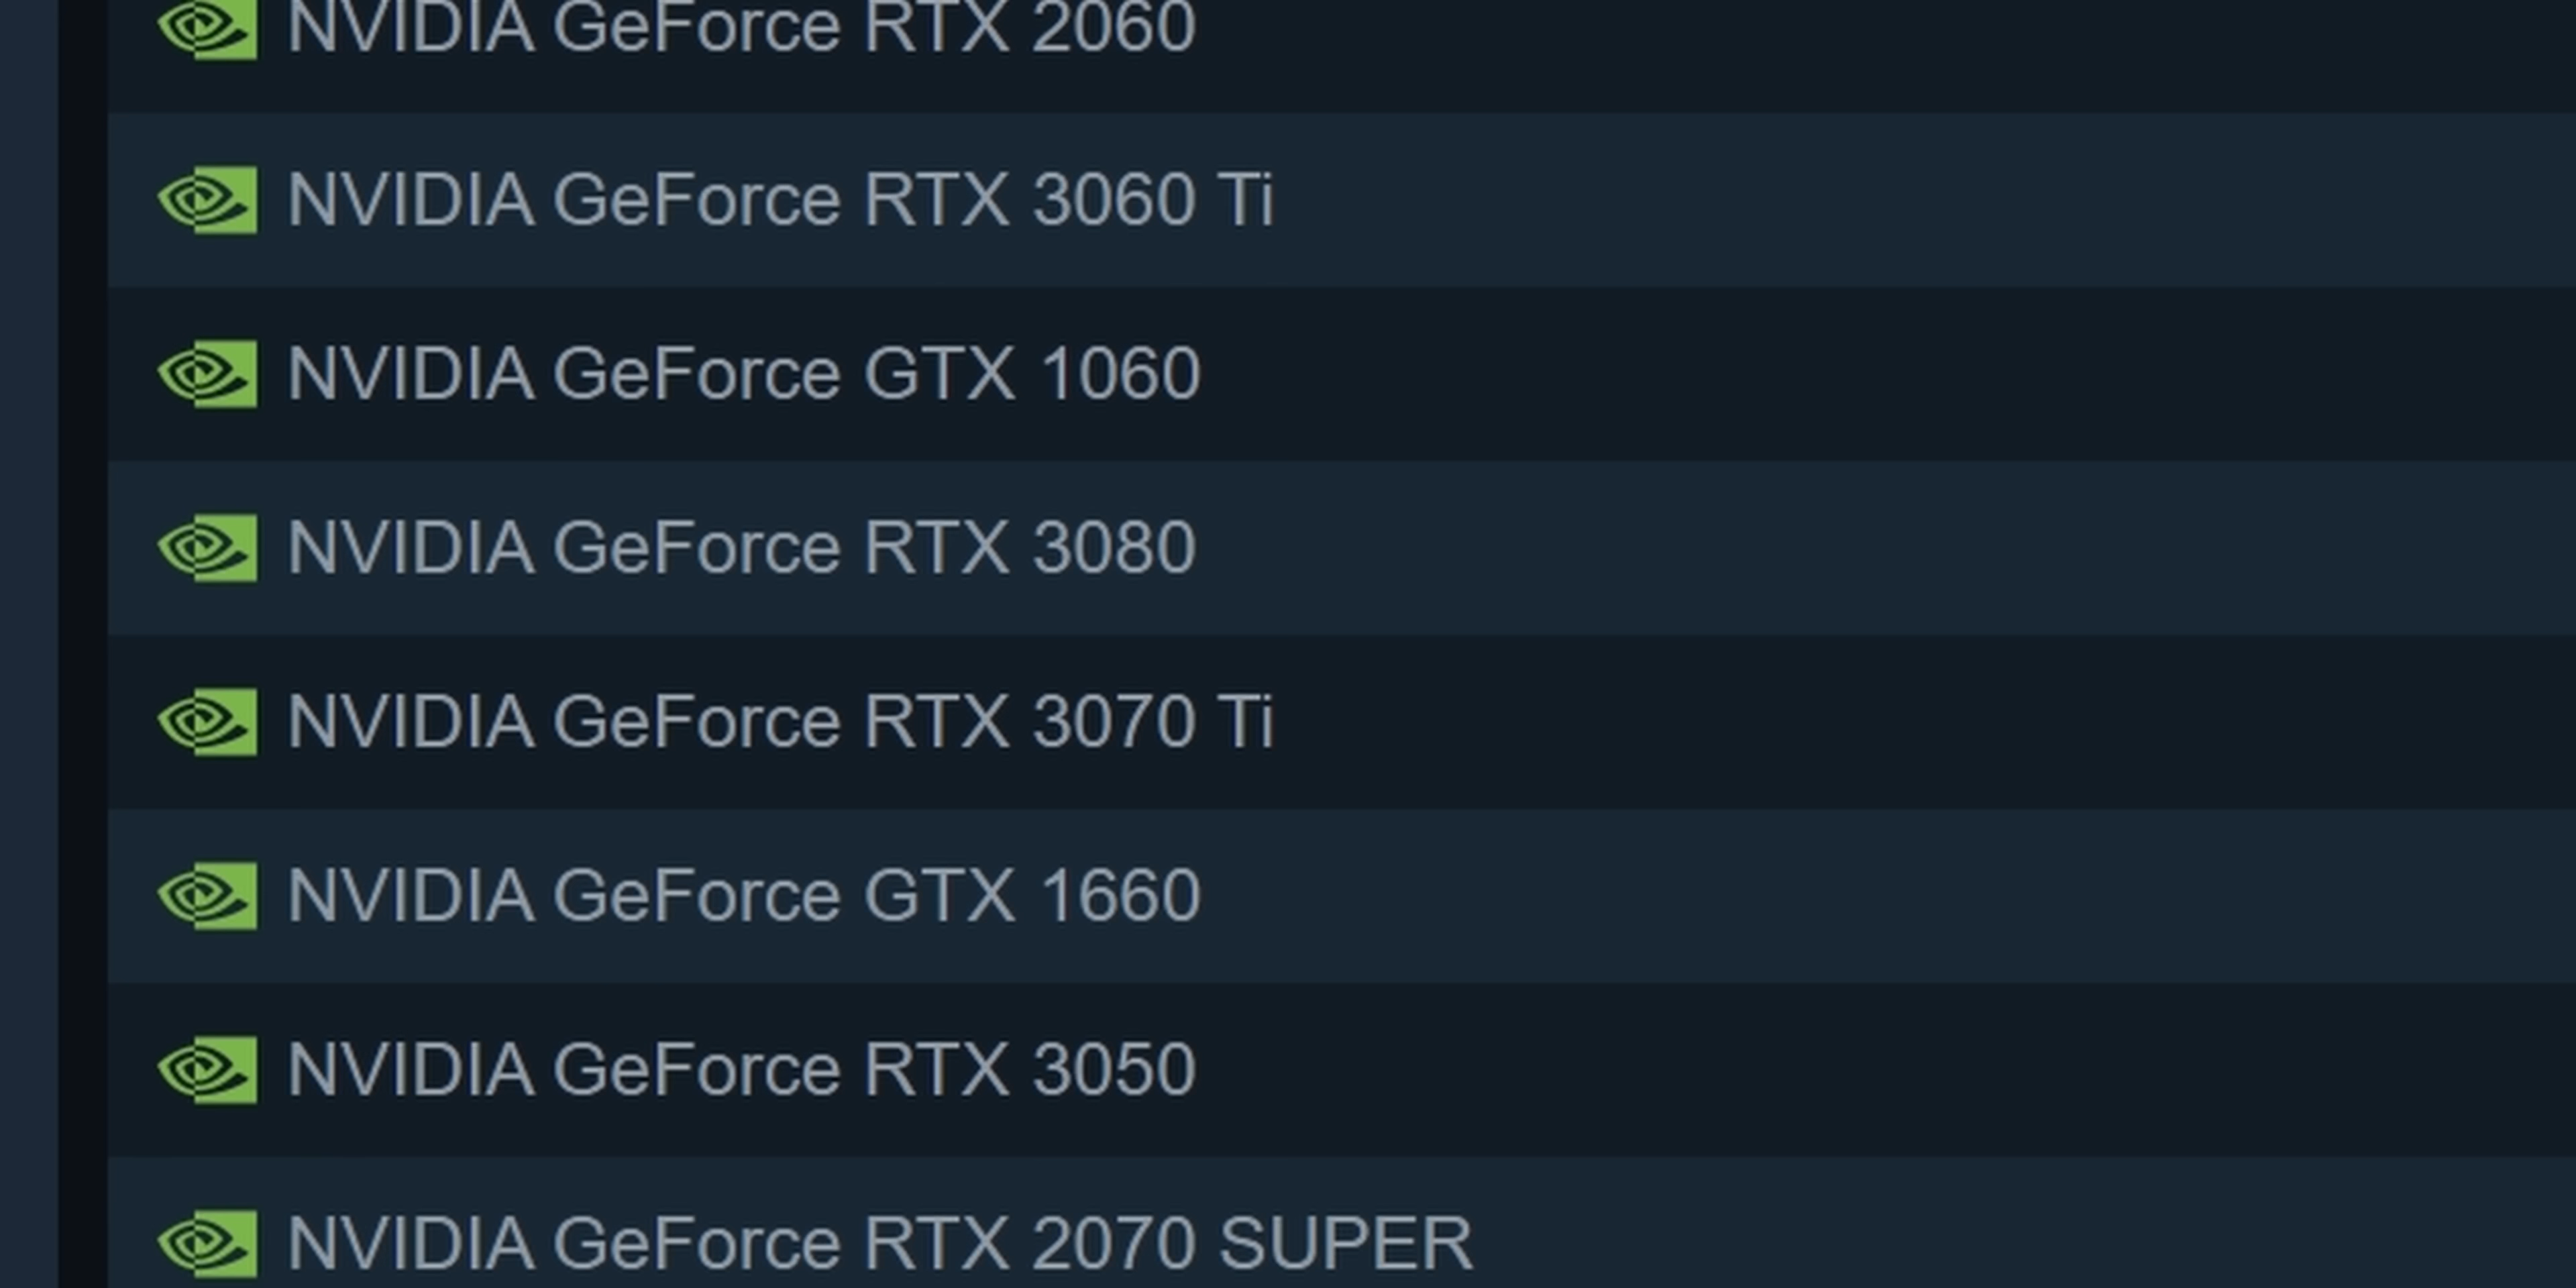 NVIDIA GeForce RTX 2060
NVIDIA GeForce RTX 3060 Ti
NVIDIA GeForce GTX 1060
NVIDIA GeForce RTX 3080
NVIDIA GeForce RTX 3070 Ti
NVIDIA GeForce GTX 1660
NVIDIA GeForce RTX 3050
NVIDIA GeForce RTX 2070 SUPER